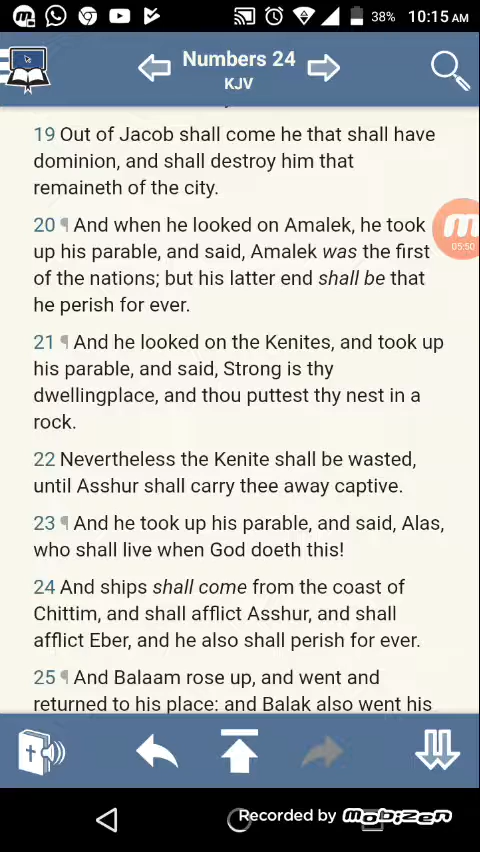 38% 10:15 AM
Numbers 24
KJV
05:50
19 Out of Jacob shall come he that shall have
dominion, and shall destroy him that
remaineth of the city.
20 ¶ And when he looked on Amalek, he took
up his parable, and said, Amalek was the first
of the nations; but his latter end shall be that
he perish for ever.
21 ¶ And he looked on the Kenites, and took up
his parable, and said, Strong is thy
dwellingplace, and thou puttest thy nest in a
rock.
22 Nevertheless the Kenite shall be wasted,
until Asshur shall carry thee away captive.
23 ¶ And he took up his parable, and said, Alas,
who shall live when God doeth this!
24 And ships shall come from the coast of
Chittim, and shall afflict Asshur, and shall
afflict Eber, and he also shall perish for ever.
25 ¶ And Balaam rose up, and went and
returned to his place: and Balak also went his
Recorded by Mobizen